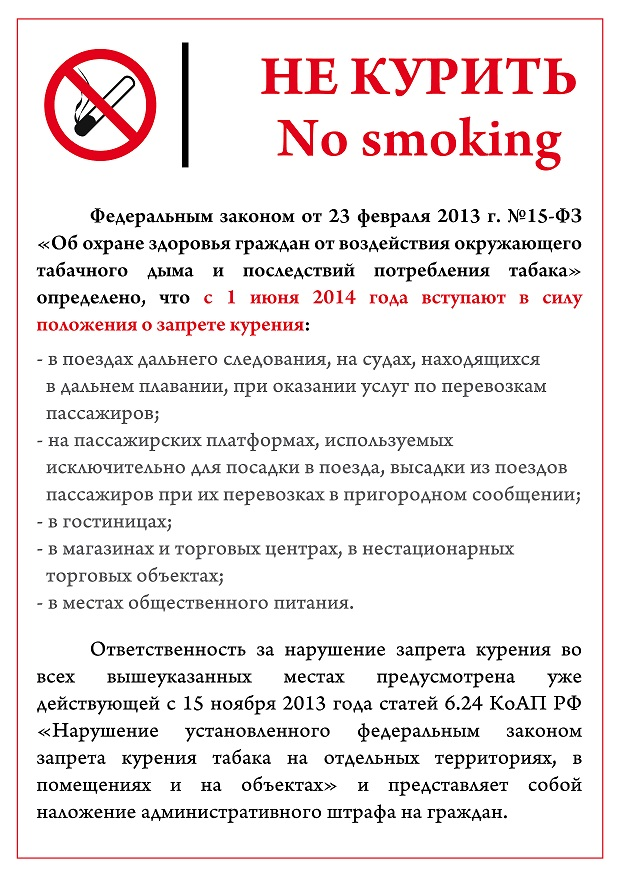 НЕ КУРИТЬ
No smoking
Федеральным законом от 23 февраля 2013 г. №15-ФЗ
«Об охране здоровья граждан от воздействия окружающего
табачного дыма и последствий потребления табака»
определено, что с 1 июня 2014 года вступают в силу
положения о запрете курения:
- в поездах дальнего следования, на судах, находящихся
в дальнем плавании, при оказании услуг по перевозкам
пассажиров;
- на пассажирских платформах, используемых
исключительно для посадки в поезда, высадки из поездов
пассажиров при их перевозках в пригородном сообщении;
- в гостиницах;
- в магазинах и торговых центрах, в нестационарных
торговых объектах;
- в местах общественного питания.
Ответственность за нарушение запрета курения во
всех вышеуказанных местах предусмотрена уже
действующей с 15 ноября 2013 года статей 6.24 КоАП РФ
«Нарушение установленного федеральным законом
запрета курения табака на отдельных территориях, в
помещениях и на объектах» и представляет собой
наложение административного штрафа на граждан.